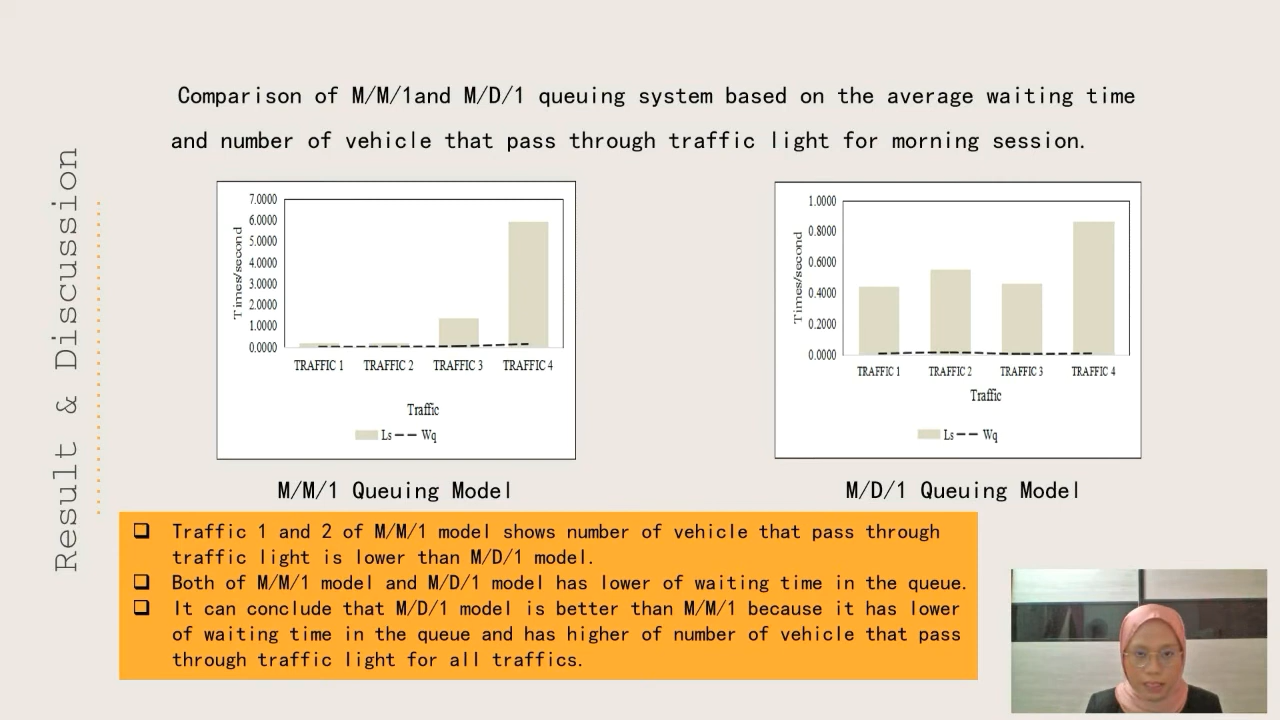 Result & Discussion
Comparison of M/M/1and M/D/1 queuing system based on the average waiting time
and number of vehicle that pass through traffic light for morning session.
7.0000
6.0000
5.0000
4.0000
3.0000
2.0000
1.0000
0.0000
Times/second
TRAFFIC 1 TRAFFIC 2 TRAFFIC 3 TRAFFIC 4
Traffic
Ls Wq
M/M/1 Queuing Model
1.0000
0.8000
0.6000
0.4000
0.2000
0.0000
Times/second
TRAFFIC 1 TRAFFIC 2 TRAFFIC 3 TRAFFIC 4
Traffic
Ls Wq
M/D/1 Queuing Model
Traffic 1 and 2 of M/M/1 model shows number of vehicle that pass through
traffic light is lower than M/D/1 model.
Both of M/M/1 model and M/D/1 model has lower of waiting time in the queue.
It can conclude that M/D/1 model is better than M/M/1 because it has lower
of waiting time in the queue and has higher of number of vehicle that pass
through traffic light for all traffics.